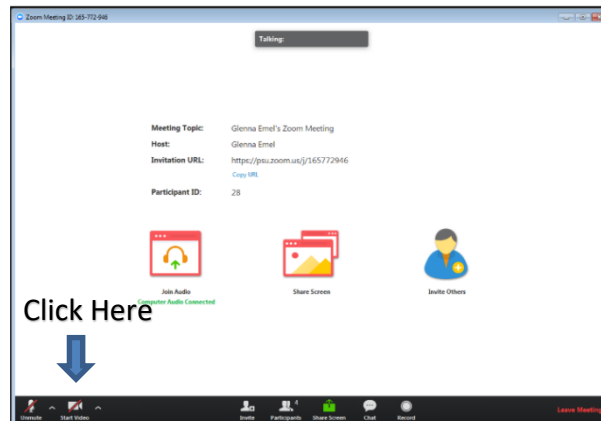 Zoom Meeting ID: 165-772-946
Talking:
Meeting Topic: Glenna Emel's Zoom Meeting
Host: Glenna Emel
Invitation URL: https://psu.zoom.us/j/165772946
Copy URL
Participant ID: 28
Join Audio
Computer Audio Connected
Share Screen
Invite Others
Click Here
Unmute
Start Video
Invite
4
Participants
Share Screen
Chat
Record
Leave Meeting